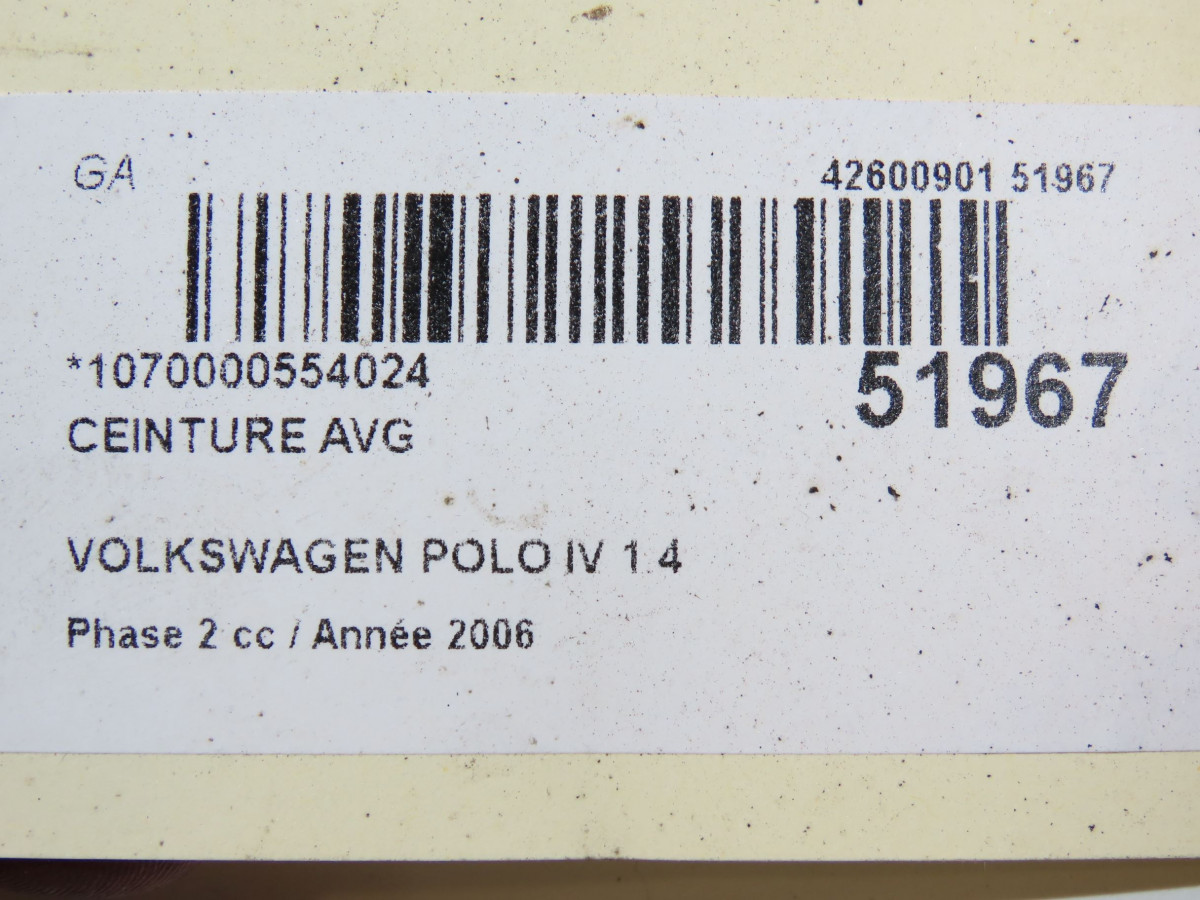 GA
42600901 51967
*1070000554024
51967
CEINTURE AVG
VOLKSWAGEN POLO IV 1.4
Phase 2 cc / Année 2006